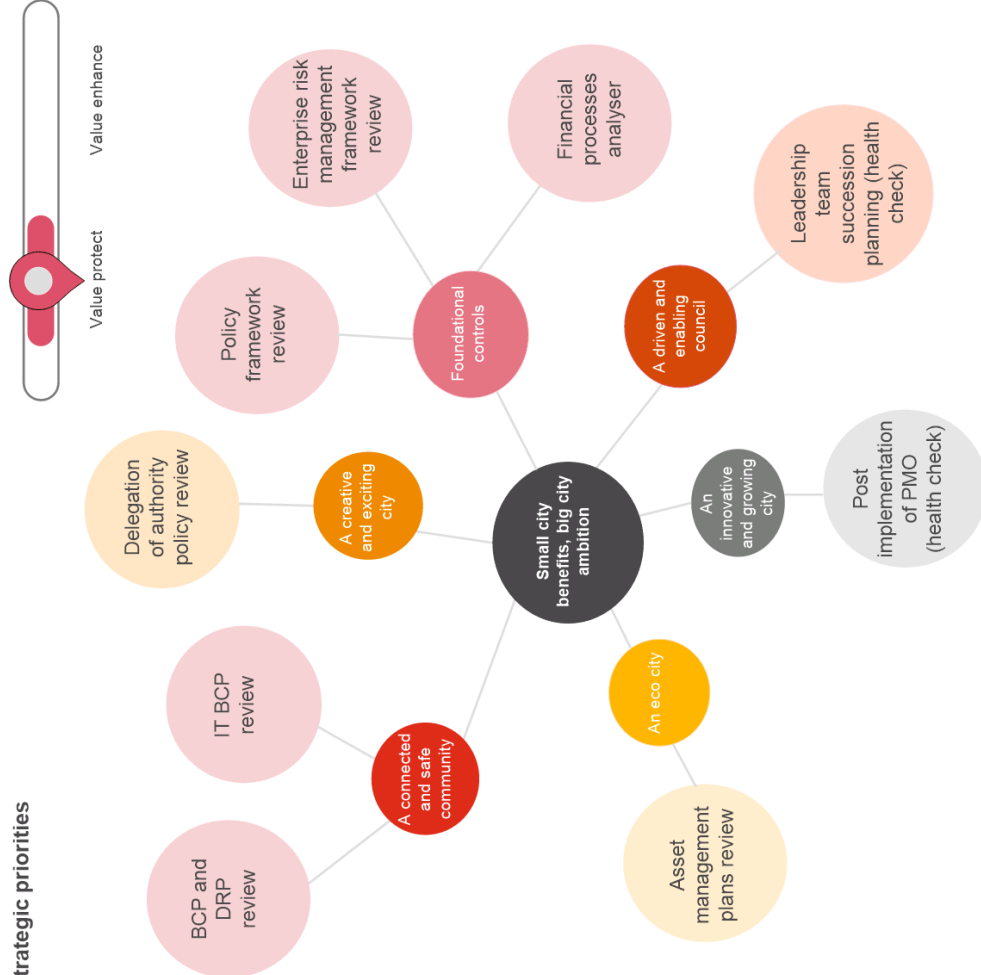 trategic priorities
Value protect
Value enhance
BCP and
DRP
review
IT BCP
review
A connected
and safe
community
Delegation
of authority
policy review
A creative
and exciting
city
Policy
framework
review
Enterprise risk
management
framework
review
Foundational
controls
Financial
processes
analyser
Small city
benefits, big city
ambition
A driven and
enabling
council
Leadership
team
succession
planning (health
check)
An
innovative
and growing
city
Post
implementation
of PMO
(health check)
An eco city
Asset
management
plans review